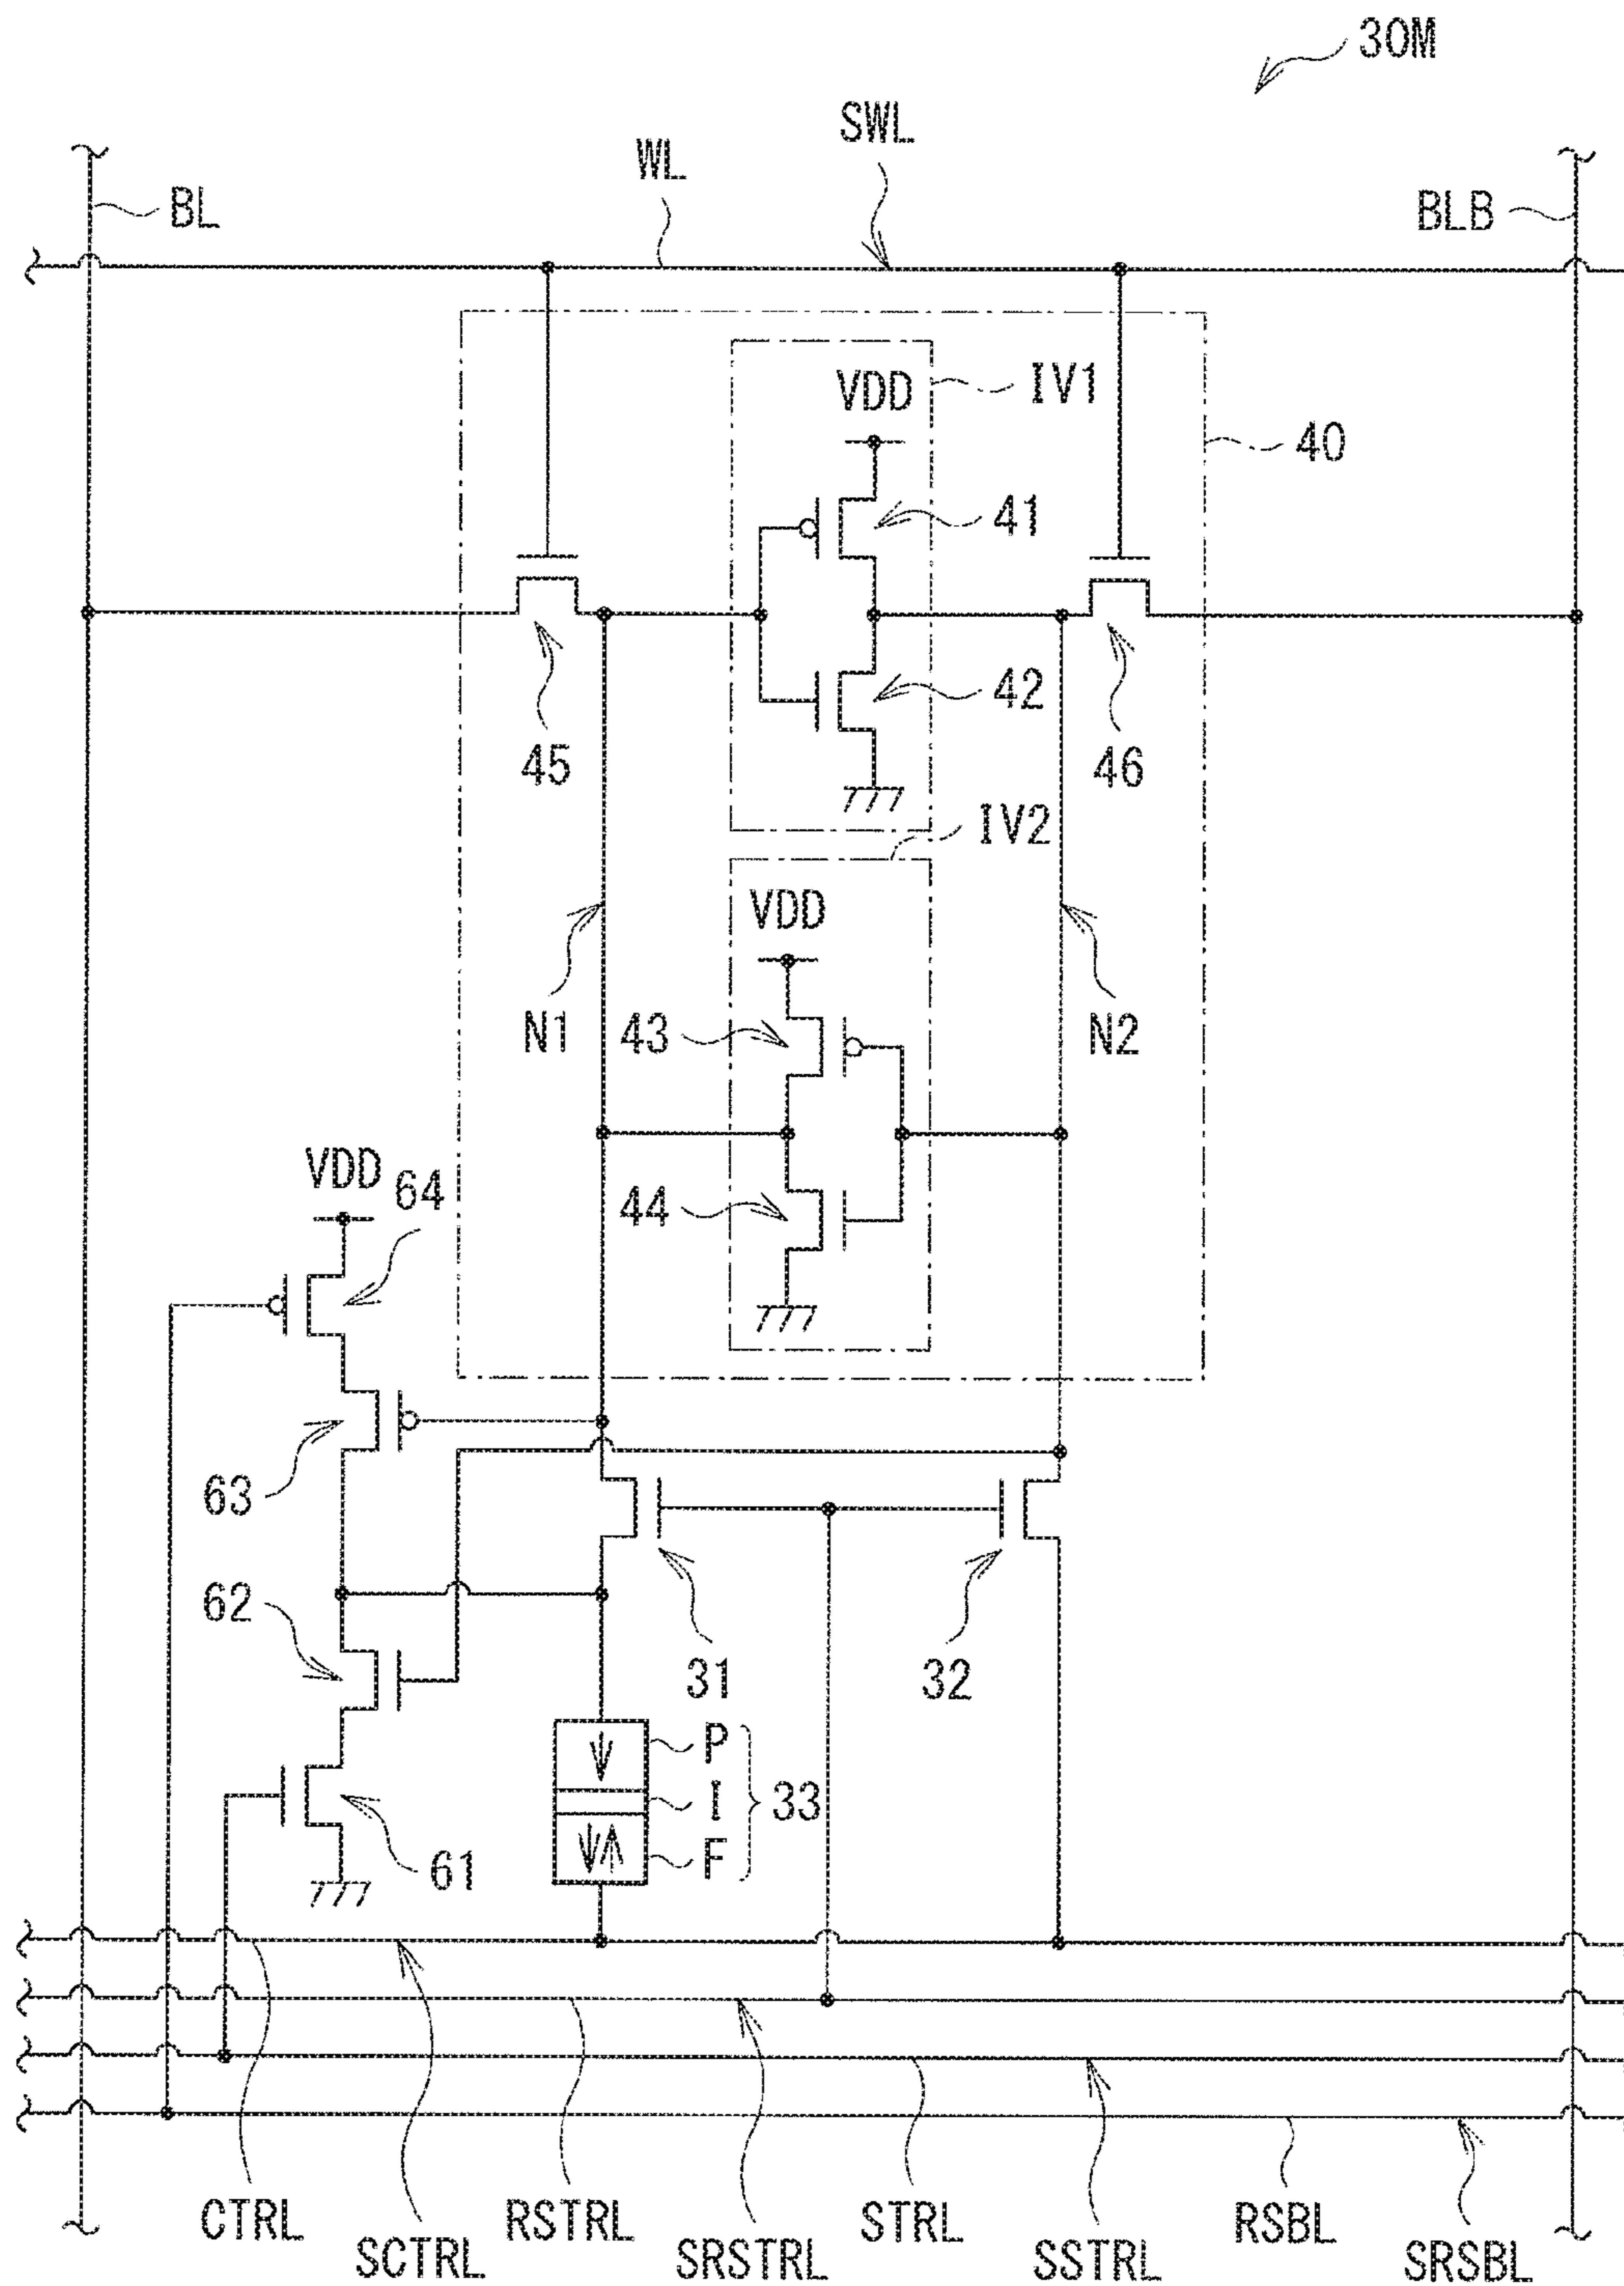 30M
SWL
WL
BL
BLB
VDD
IV1
40
41
42
45
46
IV2
VDD
N1
43
N2
VDD
64
44
63
62
31
32
P
I
33
F
61
CTRL
RSTRL
STRL
RSBL
SCTRL
SRSTRL
SSTRL
SRSBL